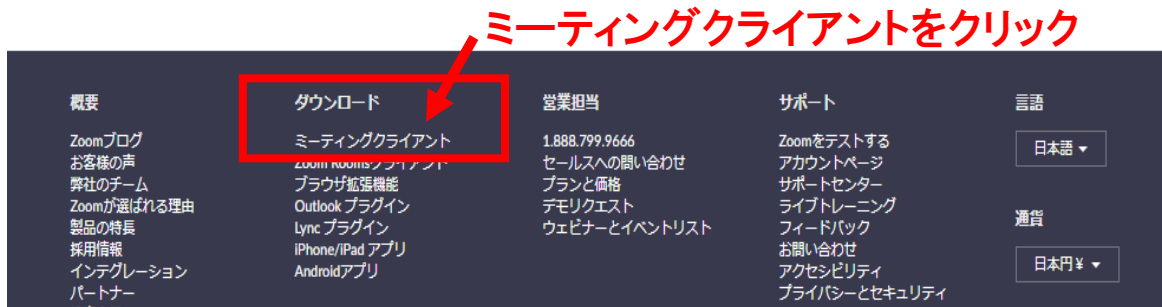 ミーティングクライアントをクリック
概要
Zoomブログ
お客様の声
弊社のチーム
Zoomが選ばれる理由
製品の特長
採用情報
インテグレーション
パートナー
ダウンロード
ミーティングクライアント
Zoom Roomsクライアント
ブラウザ拡張機能
Outlook プラグイン
Lync プラグイン
iPhone/iPad アプリ
Androidアプリ
営業担当
1.888.799.9666
セールスへの問い合わせ
プランと価格
デモリクエスト
ウェビナーとイベントリスト
サポート
Zoomをテストする
アカウントページ
サポートセンター
ライブトレーニング
フィードバック
お問い合わせ
アクセシビリティ
プライバシーとセキュリティ
言語
日本語
通貨
日本円¥